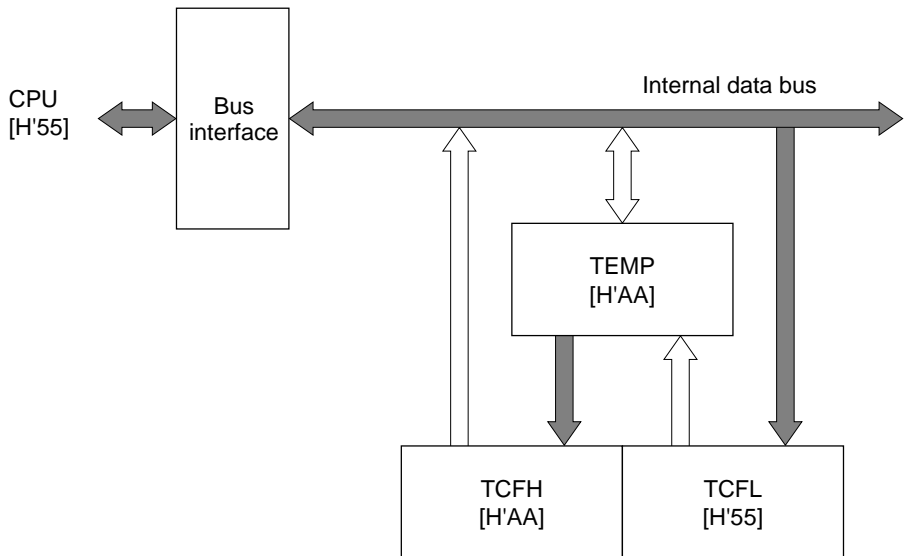 CPU
[H'55]
Bus
interface
Internal data bus
TEMP
[H'AA]
TCFH
[H'AA]
TCFL
[H'55]